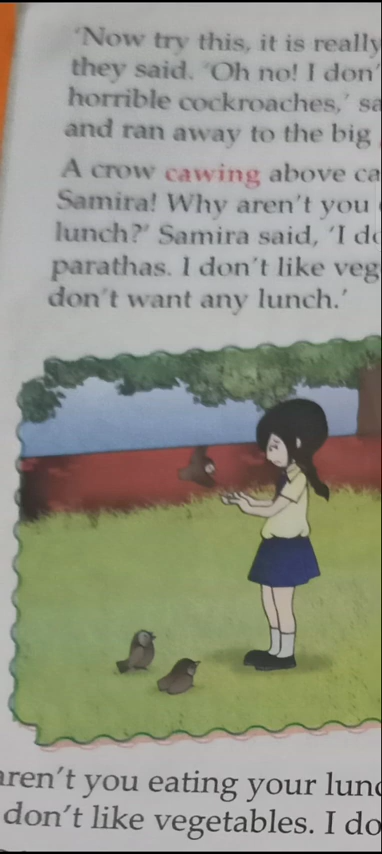 'Now try this, it is really
they said. 'Oh no! I don'
horrible cockroaches,' sa
and ran away to the big
A crow cawing above ca
Samira! Why aren't you
lunch?' Samira said, 'I do
parathas. I don't like veg
don't want any lunch.'
aren't you eating your lunc
don't like vegetables. I do